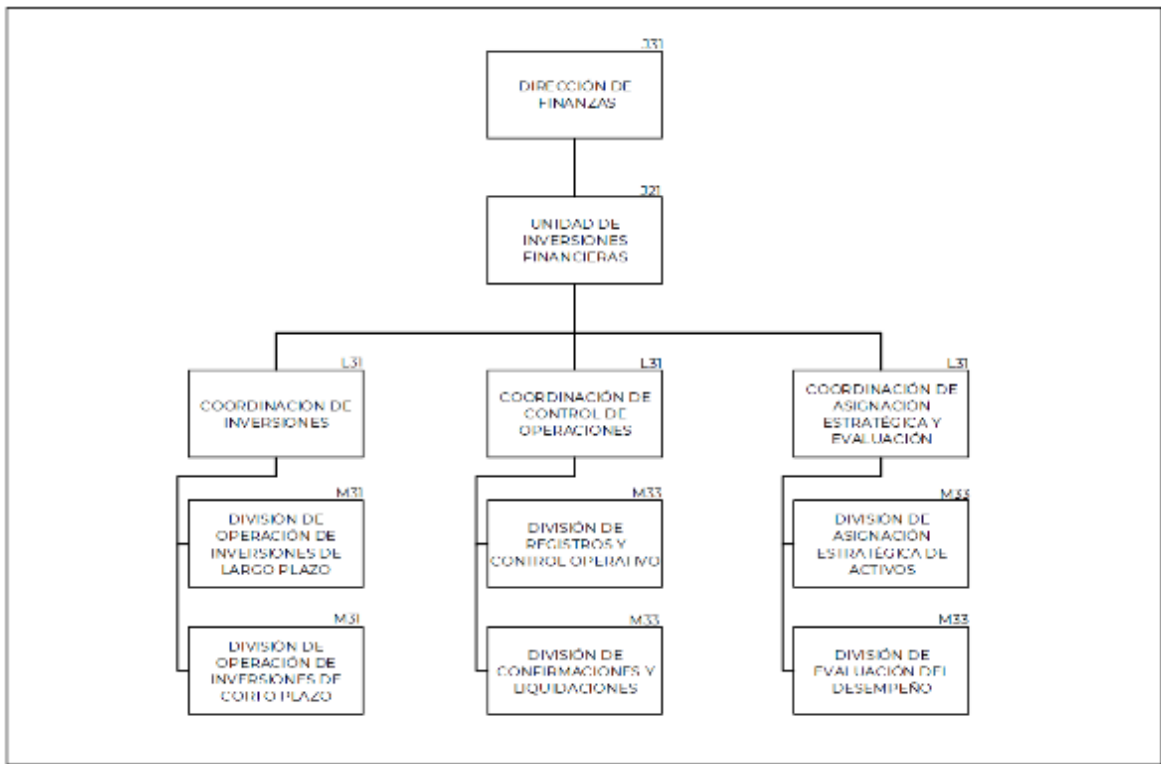 J31
DIRECCIÓN DE
FINANZAS
J21
UNIDAD DE
INVERSIONES
FINANCIERAS
L31
COORDINACIÓN DE
INVERSIONES
L31
COORDINACIÓN DE
CONTROL DE
OPERACIONES
L31
COORDINACIÓN DE
ASIGNACIÓN
ESTRATÉGICA Y
EVALUACIÓN
M31
DIVISIÓN DE
OPERACIÓN DE
INVERSIONES DE
LARGO PLAZO
M33
DIVISIÓN DE
REGISTROS Y
CONTROL OPERATIVO
M33
DIVISIÓN DE
ASIGNACIÓN
ESTRATÉGICA DE
ACTIVOS
M31
DIVISIÓN DE
OPERACIÓN DE
INVERSIONES DE
CORTO PLAZO
M33
DIVISIÓN DE
CONFIRMACIONES Y
LIQUIDACIONES
M33
DIVISIÓN DE
EVALUACIÓN DEL
DESEMPEÑO